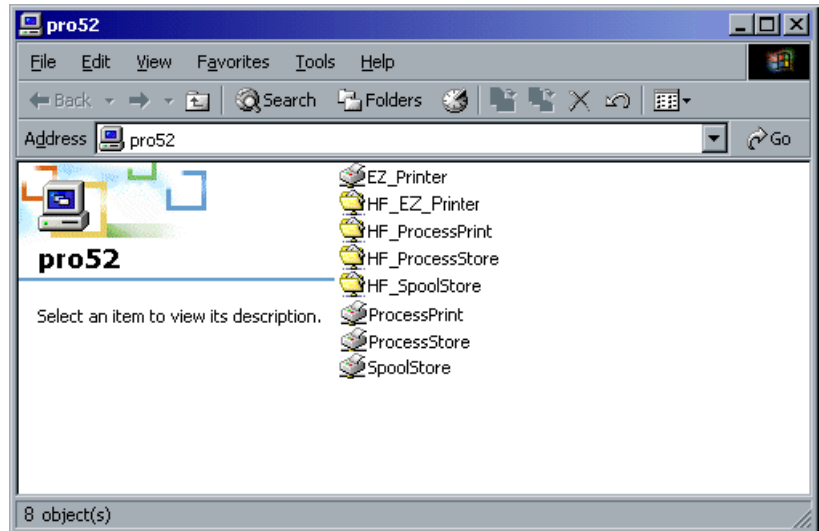 pro52
File Edit View Favorites Tools Help
Back Search Folders
Address pro52 Go
pro52
Select an item to view its description.
EZ_Printer
HF_EZ_Printer
HF_ProcessPrint
HF_ProcessStore
HF_SpoolStore
ProcessPrint
ProcessStore
SpoolStore
8 object(s)